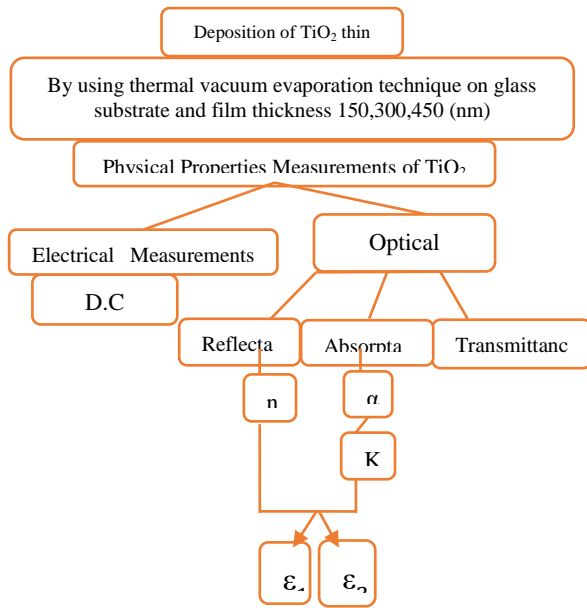 Deposition of TiO₂ thin
By using thermal vacuum evaporation technique on glass
substrate and film thickness 150,300,450 (nm)
Physical Properties Measurements of TiO₂
Electrical Measurements
Optical
D.C
Reflecta
Absorpta
Transmittanc
n
α
K
ε₁
ε₂